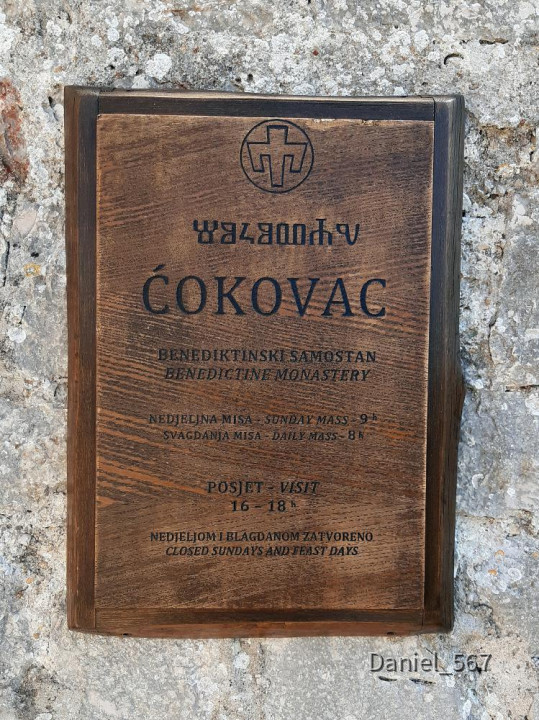 ⰛⰑⰍⰑⰂⰀⰜ
ĆOKOVAC
BENEDIKTINSKI SAMOSTAN
BENEDICTINE MONASTERY
NEDJELJNA MISA - SUNDAY MASS - 9 h
SVAGDANJA MISA - DAILY MASS - 8 h
POSJET - VISIT
16 - 18 h
NEDJELJOM I BLAGDANOM ZATVORENO
CLOSED SUNDAYS AND FEAST DAYS
Daniel_567